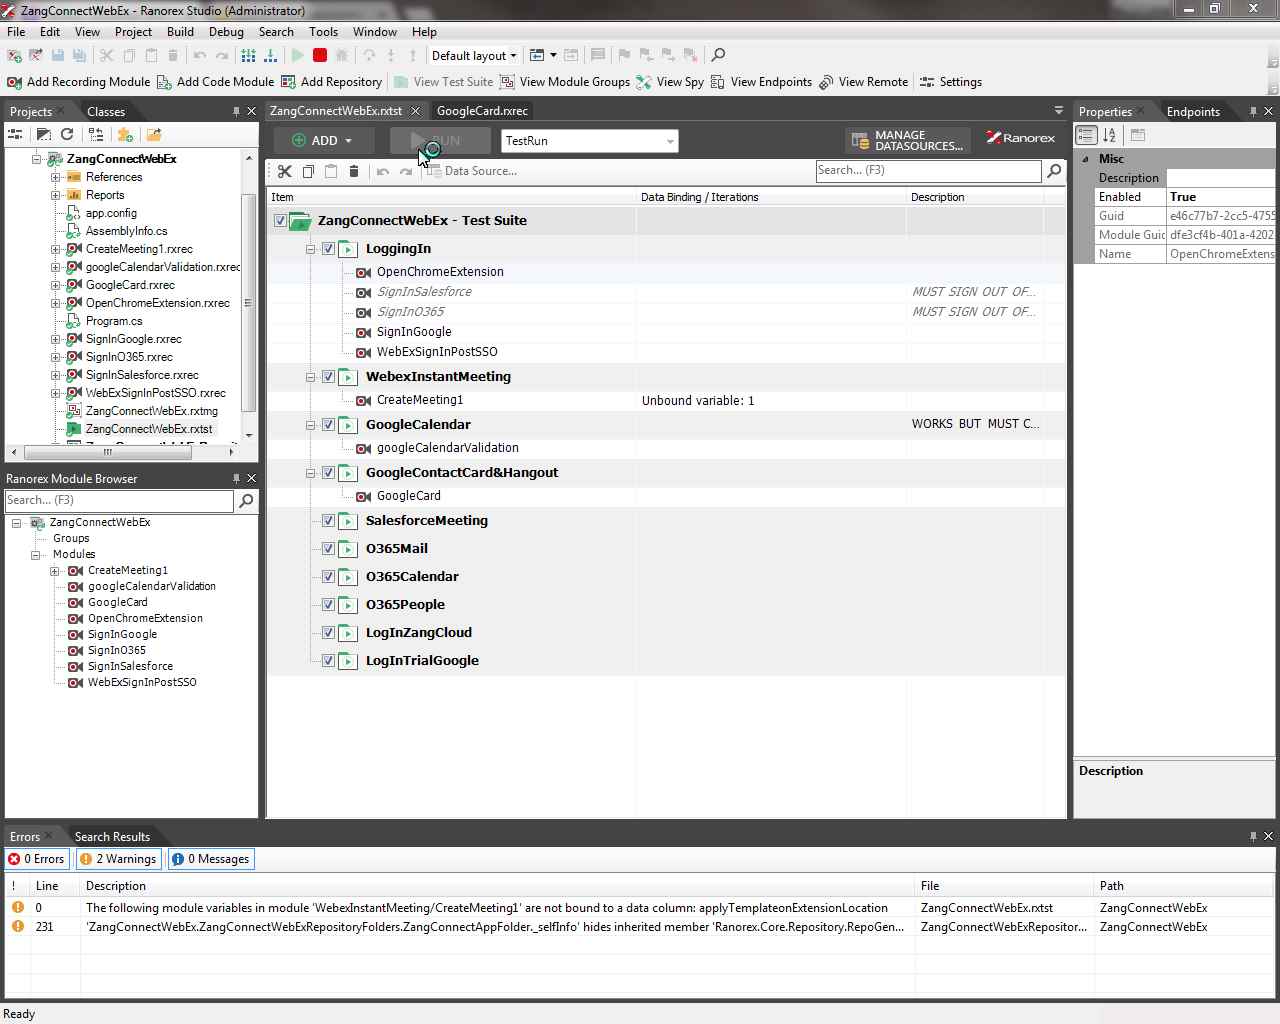 ZangConnectWebEx - Ranorex Studio (Administrator)
File Edit View Project Build Debug Search Tools Window Help
Default layout
Add Recording Module Add Code Module Add Repository View Test Suite View Module Groups View Spy View Endpoints View Remote Settings
Projects Classes
ZangConnectWebEx
References
Reports
app.config
AssemblyInfo.cs
CreateMeeting1.rxrec
googleCalendarValidation.rxrec
GoogleCard.rxrec
OpenChromeExtension.rxrec
Program.cs
SignInGoogle.rxrec
SignInO365.rxrec
SignInSalesforce.rxrec
WebExSignInPostSSO.rxrec
ZangConnectWebEx.rxtmg
ZangConnectWebEx.rxtst
Ranorex Module Browser
Search... (F3)
ZangConnectWebEx
Groups
Modules
CreateMeeting1
googleCalendarValidation
GoogleCard
OpenChromeExtension
SignInGoogle
SignInO365
SignInSalesforce
WebExSignInPostSSO
ZangConnectWebEx.rxtst GoogleCard.rxrec
ADD RUN TestRun MANAGE DATASOURCES... Ranorex
Data Source... Search... (F3)
Item Data Binding / Iterations Description
ZangConnectWebEx - Test Suite
LoggingIn
OpenChromeExtension
SignInSalesforce MUST SIGN OUT OF...
SignInO365 MUST SIGN OUT OF...
SignInGoogle
WebExSignInPostSSO
WebexInstantMeeting
CreateMeeting1 Unbound variable: 1
GoogleCalendar WORKS BUT MUST C...
googleCalendarValidation
GoogleContactCard&Hangout
GoogleCard
SalesforceMeeting
O365Mail
O365Calendar
O365People
LogInZangCloud
LogInTrialGoogle
Properties Endpoints
Misc
Description
Enabled True
Guid e46c77b7-2cc5-4755
Module Guid dfe3cf4b-401a-4202
Name OpenChromeExtens
Description
Errors Search Results
0 Errors 2 Warnings 0 Messages
! Line Description File Path
0 The following module variables in module 'WebexInstantMeeting/CreateMeeting1' are not bound to a data column: applyTemplateonExtensionLocation ZangConnectWebEx.rxtst ZangConnectWebEx
231 'ZangConnectWebEx.ZangConnectWebExRepositoryFolders.ZangConnectAppFolder._selfInfo' hides inherited member 'Ranorex.Core.Repository.RepoGen... ZangConnectWebExRepositor... ZangConnectWebEx
Ready